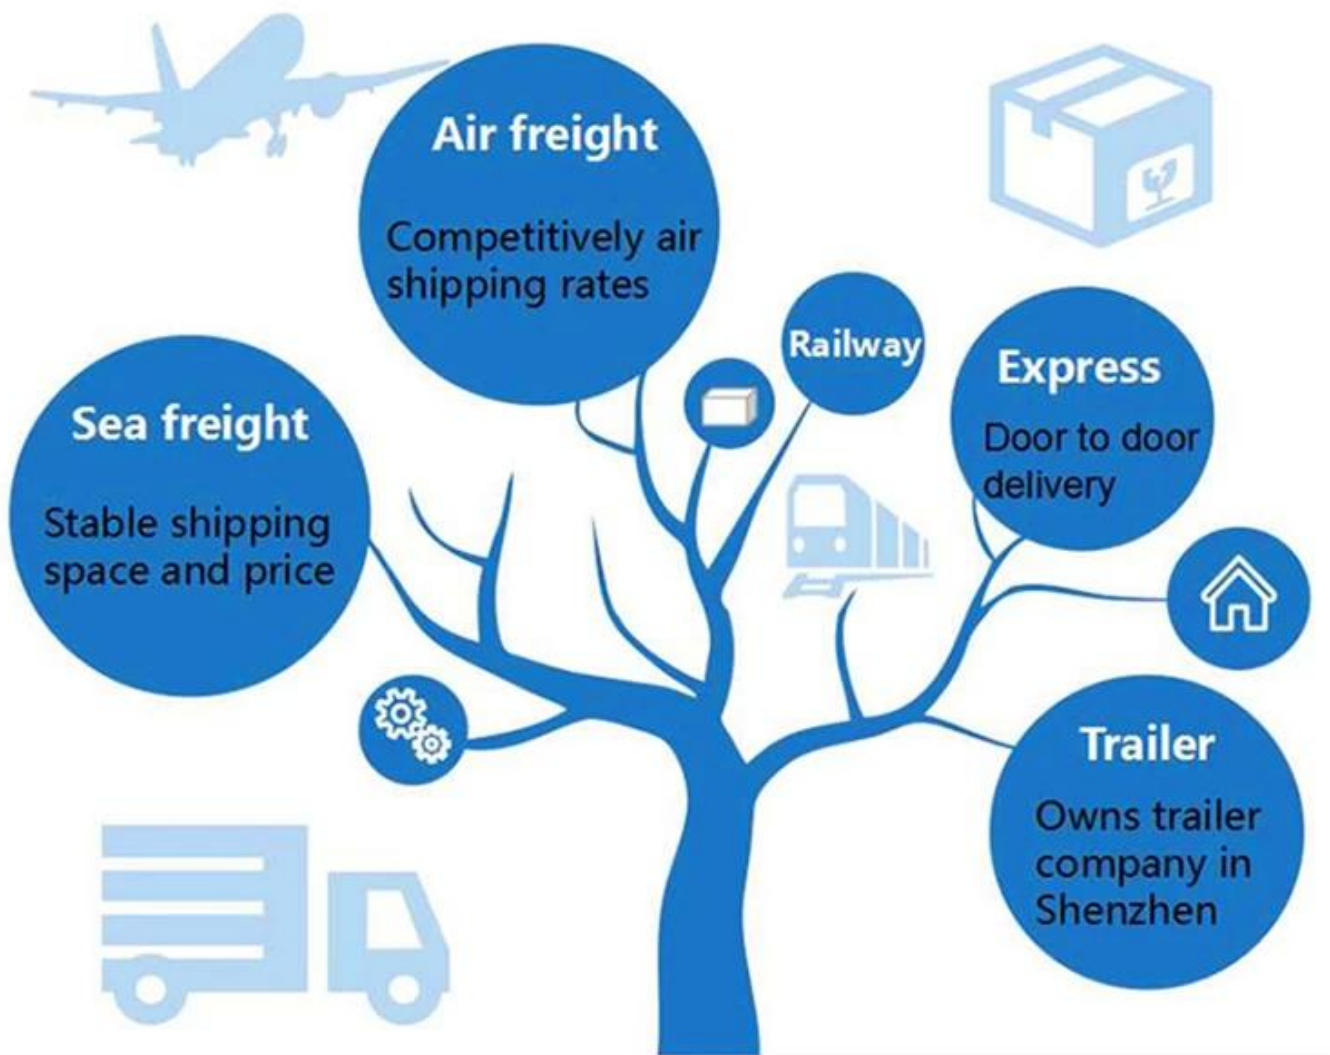 Air freight
Competitively air
shipping rates
Railway
Express
Door to door
delivery
Sea freight
Stable shipping
space and price
Trailer
Owns trailer
company in
Shenzhen